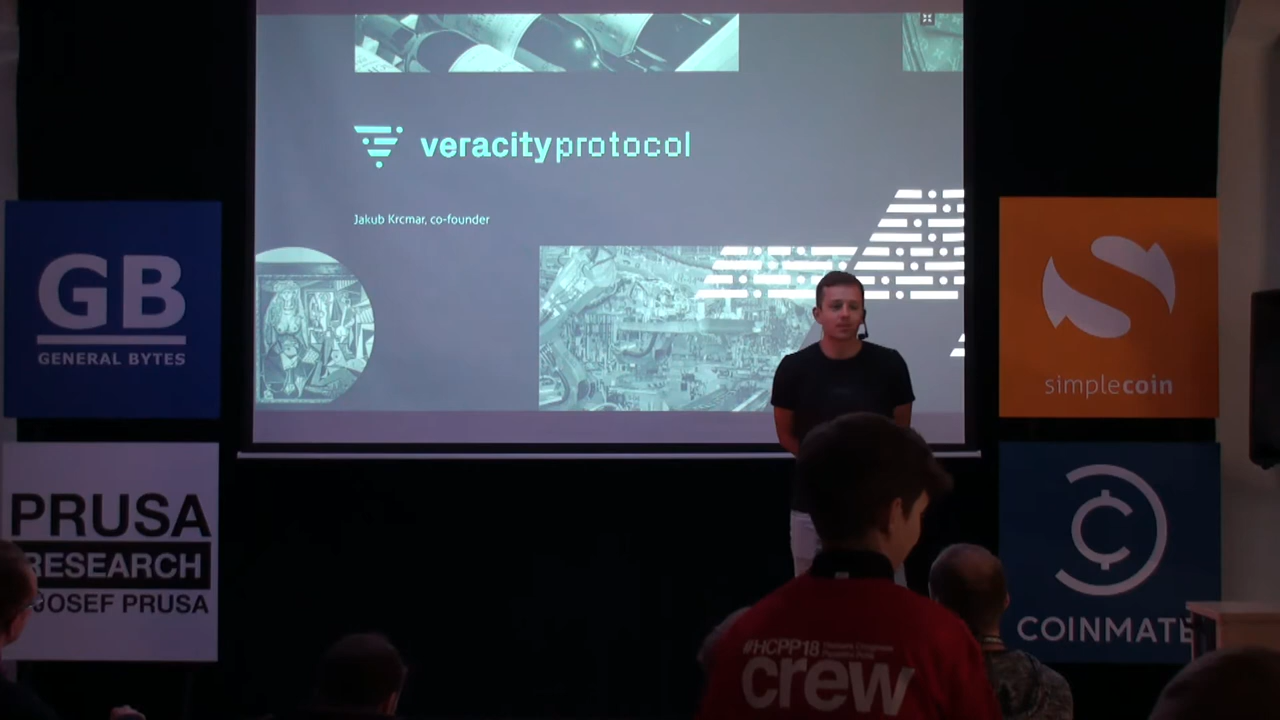 veracityprotocol
Jakub Krcmar, co-founder
GB
GENERAL BYTES
simplecoin
PRUSA
RESEARCH
JOSEF PRUSA
COINMATE
#HCPP18
crew